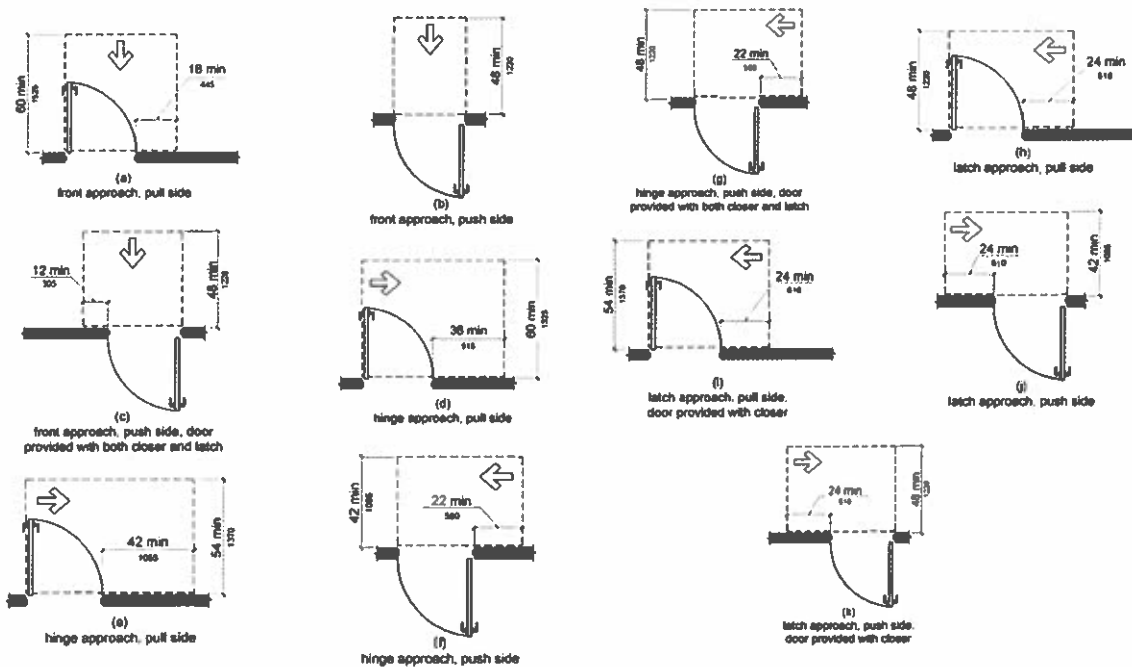 60 min
1525
18 min
445
(a)
front approach, pull side
48 min
1220
(b)
front approach, push side
48 min
1220
22 min
560
(g)
hinge approach, push side, door
provided with both closer and latch
48 min
1220
24 min
610
(h)
latch approach, pull side
12 min
305
48 min
1220
(c)
front approach, push side, door
provided with both closer and latch
36 min
915
60 min
1525
(d)
hinge approach, pull side
54 min
1370
24 min
610
(i)
latch approach, pull side,
door provided with closer
24 min
610
42 min
1065
(j)
latch approach, push side
42 min
1065
54 min
1370
(e)
hinge approach, pull side
42 min
1065
22 min
560
(f)
hinge approach, push side
24 min
610
48 min
1220
(k)
latch approach, push side,
door provided with closer